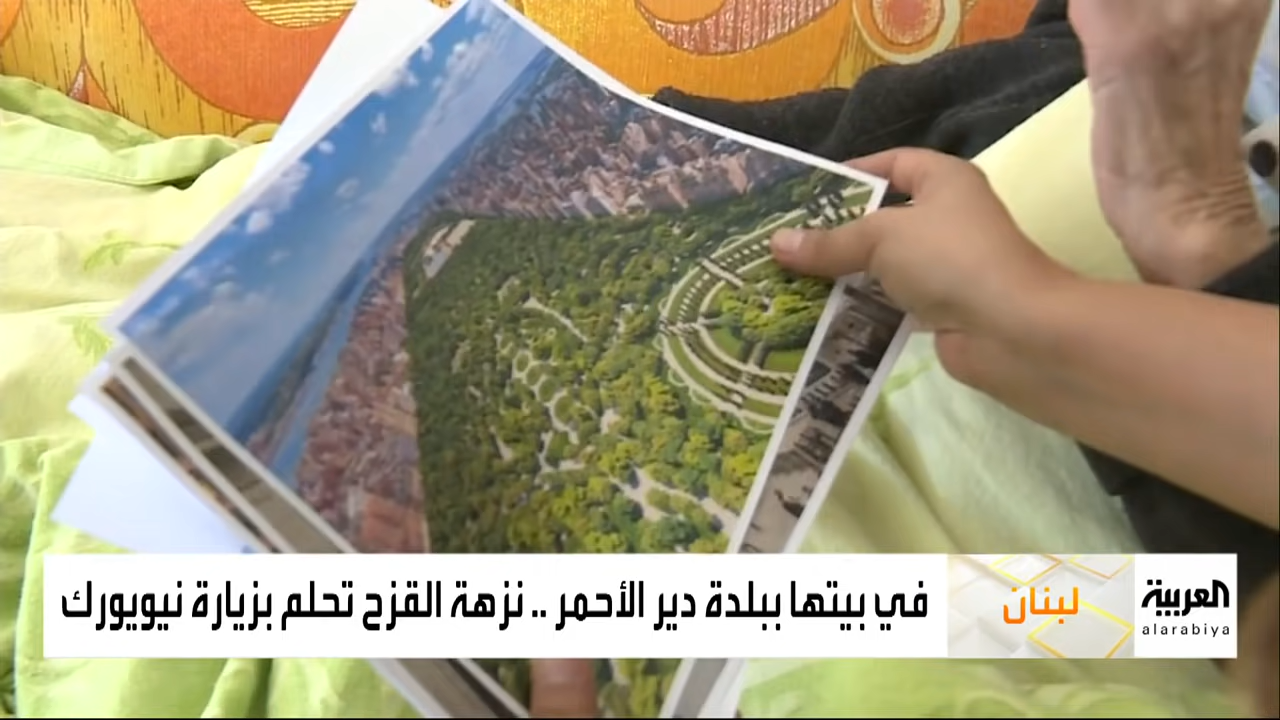 في بيتها ببلدة دير الأحمر .. نزهة القزح تحلم بزيارة نيويورك
لبنان
العربية
alarabiya